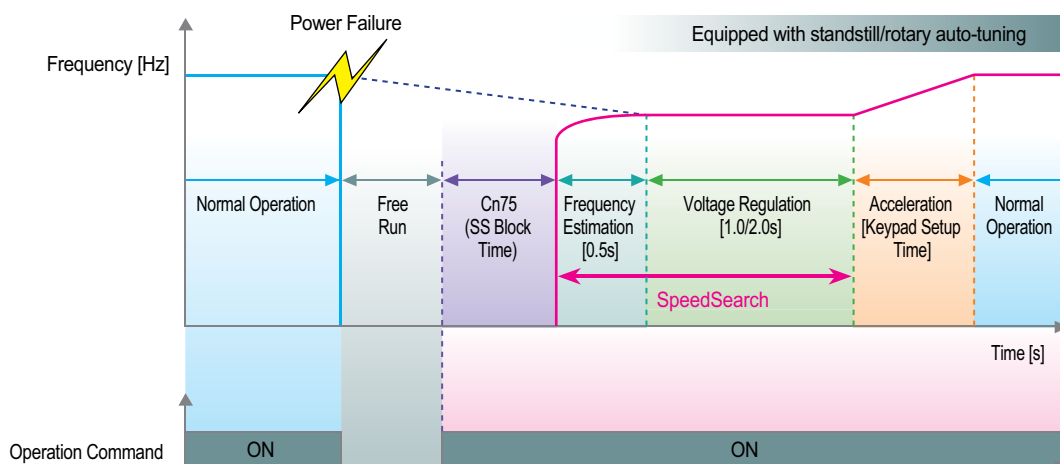 Power Failure
Equipped with standstill/rotary auto-tuning
Frequency [Hz]
Normal Operation
Free
Run
Cn75
(SS Block
Time)
Frequency
Estimation
[0.5s]
Voltage Regulation
[1.0/2.0s]
Acceleration
[Keypad Setup
Time]
Normal
Operation
SpeedSearch
Time [s]
Operation Command
ON
ON